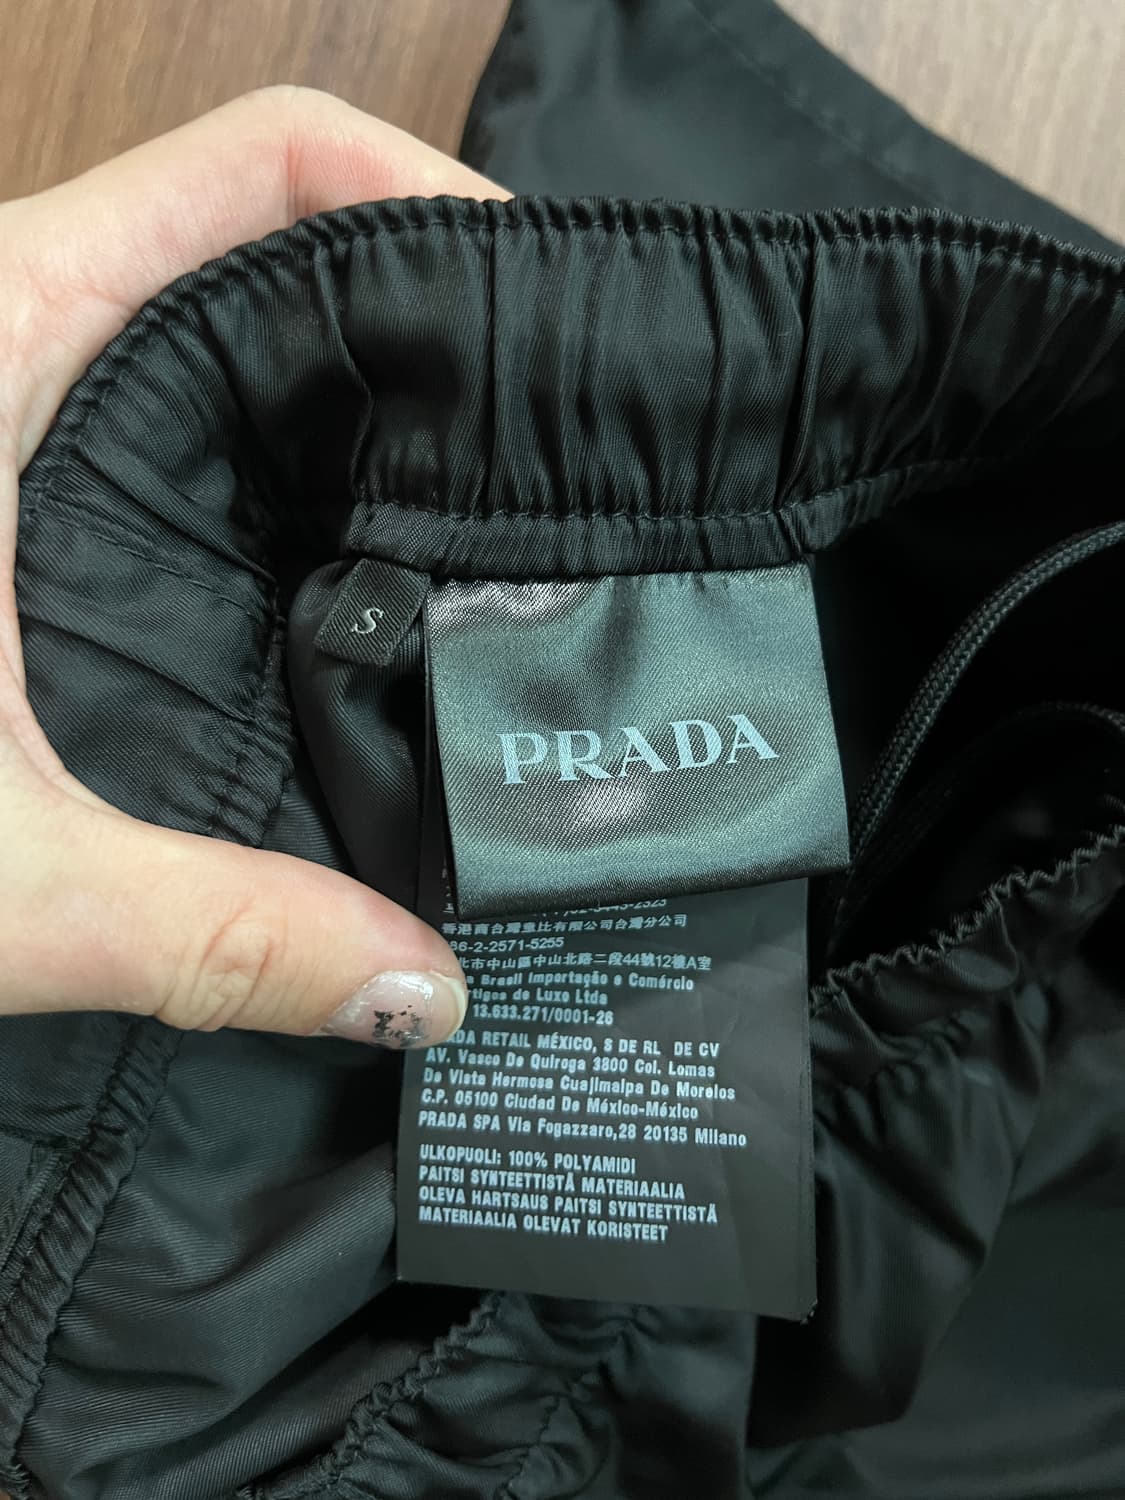 S
PRADA
香港商台灣普比有限公司台灣分公司
86-2-2571-5255
北市中山區中山北路二段44號12樓A室
Brasil Importação e Comércio
tigos de Luxo Ltda
13.633.271/0001-26
DA RETAIL MÉXICO, S DE RL DE CV
AV. Vasco De Quiroga 3800 Col. Lomas
De Vista Hermosa Cuajimalpa De Morelos
C.P. 05100 Ciudad De México-México
PRADA SPA Via Fogazzaro,28 20135 Milano
ULKOPUOLI: 100% POLYAMIDI
PAITSI SYNTEETTISTÄ MATERIAALIA
OLEVA HARTSAUS PAITSI SYNTEETTISTÄ
MATERIAALIA OLEVAT KORISTEET